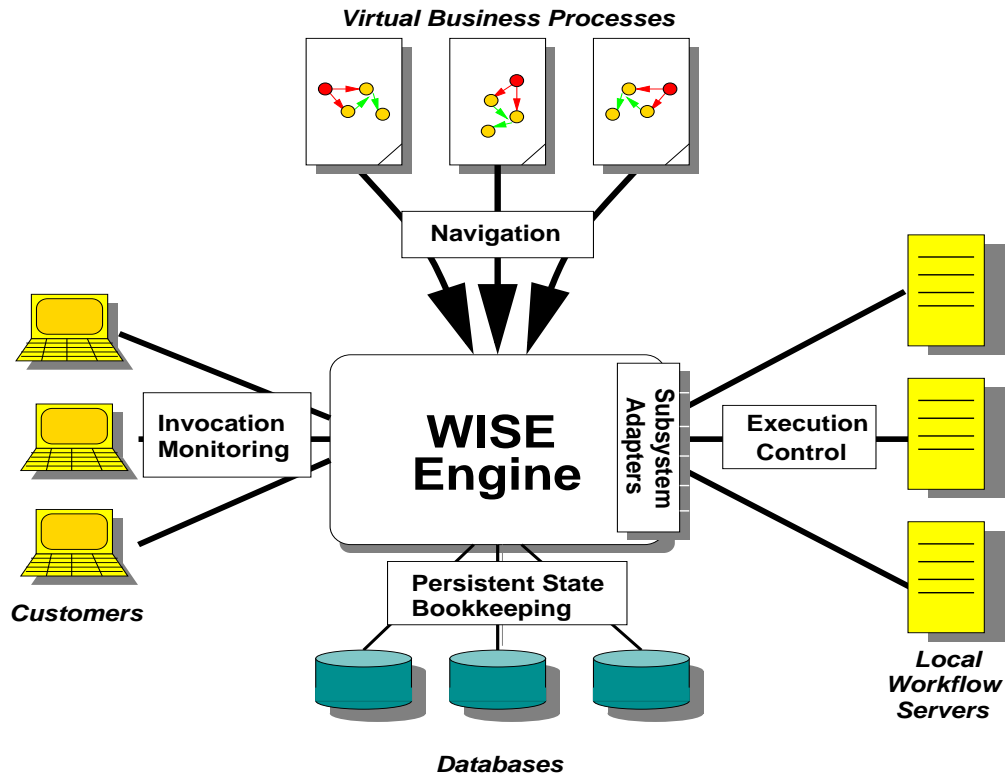 Virtual Business Processes
Navigation
Invocation
Monitoring
WISE
Engine
Subsystem
Adapters
Execution
Control
Persistent State
Bookkeeping
Customers
Local
Workflow
Servers
Databases